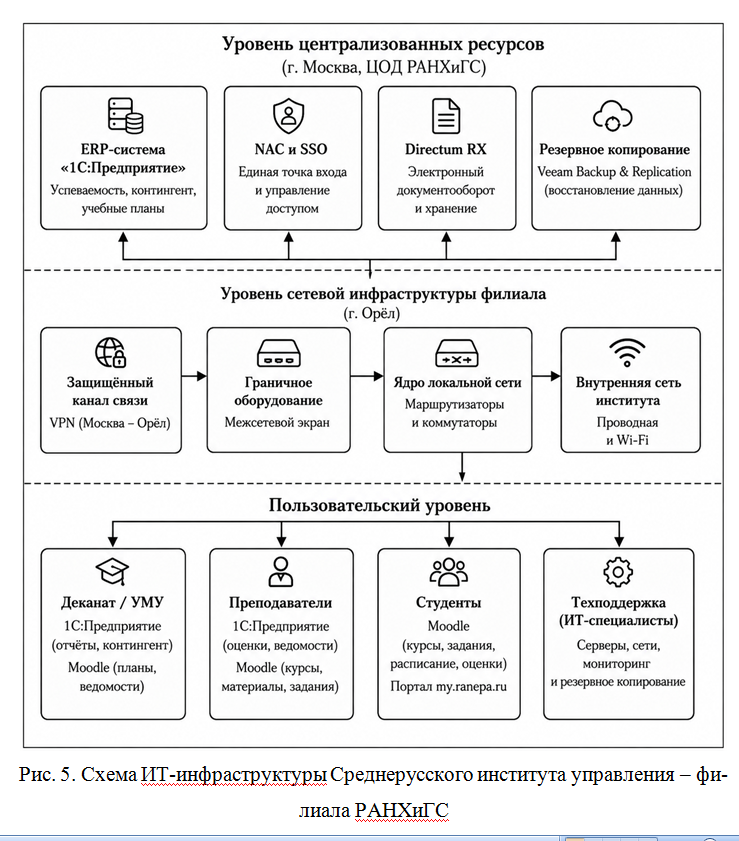 Уровень централизованных ресурсов
(г. Москва, ЦОД РАНХиГС)
ERP-система
«1С:Предприятие»
Успеваемость, контингент,
учебные планы
NAC и SSO
Единая точка входа
и управление
доступом
Directum RX
Электронный
документооборот
и хранение
Резервное копирование
Veeam Backup & Replication
(восстановление данных)
Уровень сетевой инфраструктуры филиала
(г. Орёл)
Защищённый
канал связи
VPN (Москва – Орёл)
Граничное
оборудование
Межсетевой экран
Ядро локальной сети
Маршрутизаторы
и коммутаторы
Внутренняя сеть
института
Проводная
и Wi-Fi
Пользовательский уровень
Деканат / УМУ
1С:Предприятие
(отчёты, контингент)
Moodle (планы,
ведомости)
Преподаватели
1С:Предприятие
(оценки, ведомости)
Moodle (курсы,
материалы, задания)
Студенты
Moodle
(курсы, задания,
расписание, оценки)
Портал my.ranepa.ru
Техподдержка
(ИТ-специалисты)
Серверы, сети,
мониторинг
и резервное копирование
Рис. 5. Схема ИТ-инфраструктуры Среднерусского института управления – фи-
лиала РАНХиГС